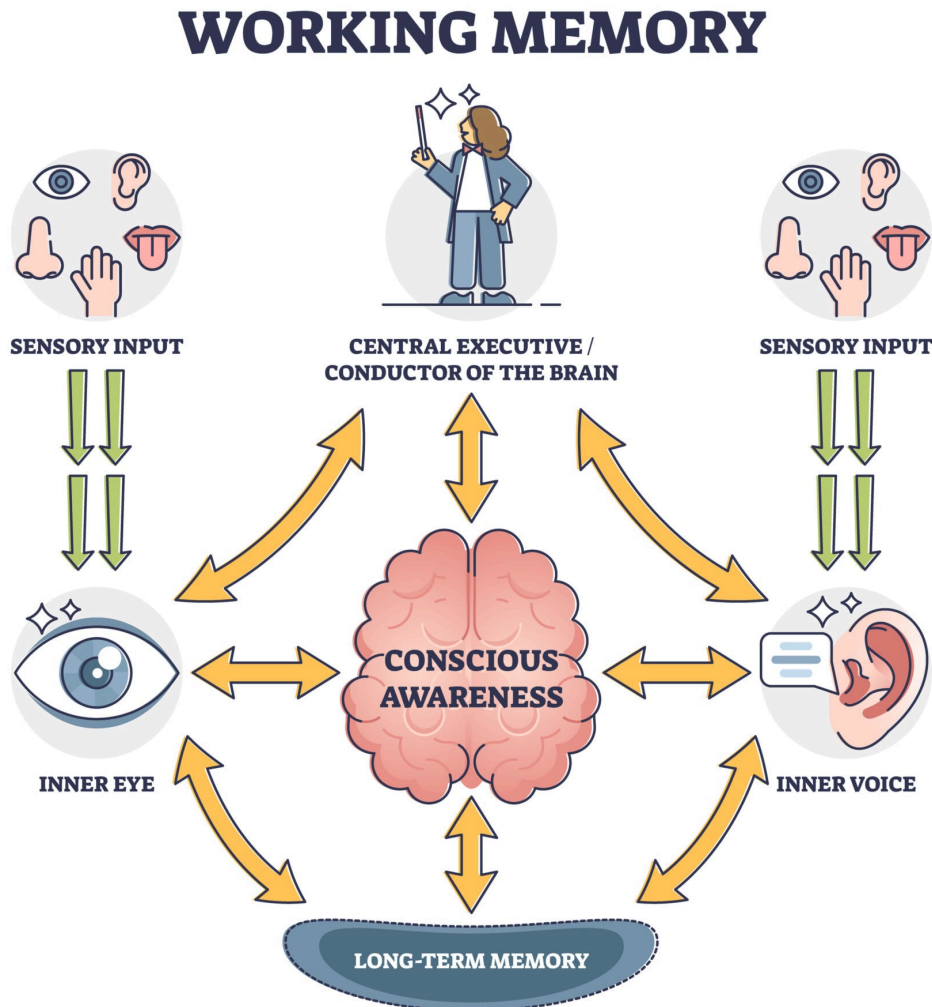 WORKING MEMORY
SENSORY INPUT
CENTRAL EXECUTIVE /
CONDUCTOR OF THE BRAIN
SENSORY INPUT
CONSCIOUS
AWARENESS
INNER EYE
INNER VOICE
LONG-TERM MEMORY